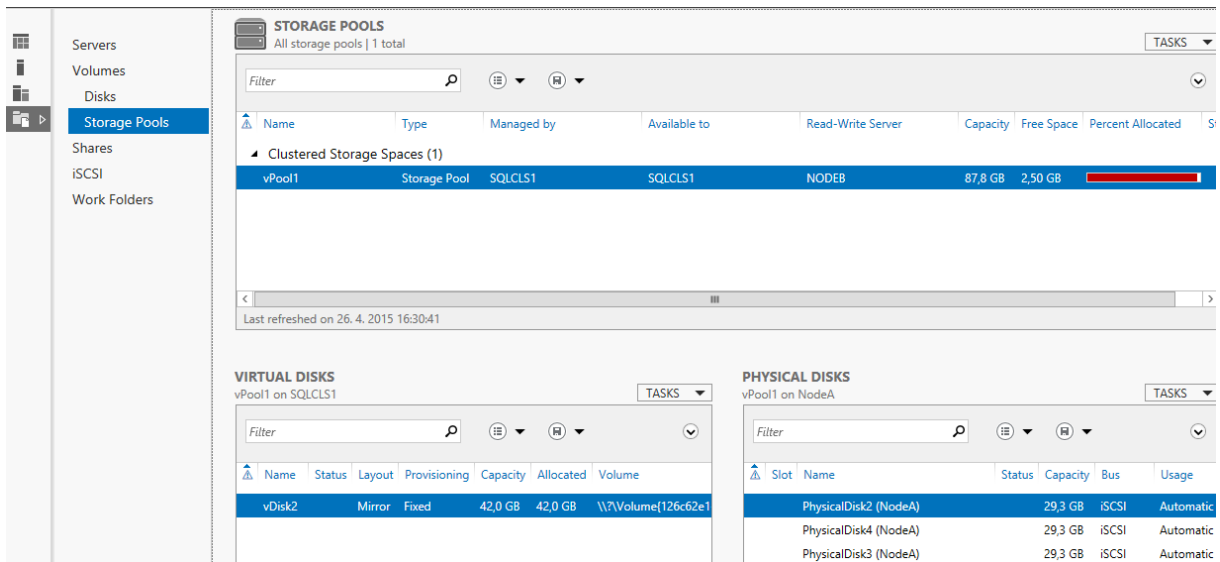 STORAGE POOLS
All storage pools | 1 total
TASKS
Servers
Volumes
Disks
Storage Pools
Shares
iSCSI
Work Folders
Filter
Name Type Managed by Available to Read-Write Server Capacity Free Space Percent Allocated
Clustered Storage Spaces (1)
vPool1 Storage Pool SQLCLS1 SQLCLS1 NODEB 87,8 GB 2,50 GB
Last refreshed on 26. 4. 2015 16:30:41
VIRTUAL DISKS
vPool1 on SQLCLS1
TASKS
Filter
Name Status Layout Provisioning Capacity Allocated Volume
vDisk2 Mirror Fixed 42,0 GB 42,0 GB \\?\Volume{126c62e1
PHYSICAL DISKS
vPool1 on NodeA
TASKS
Filter
Slot Name Status Capacity Bus Usage
PhysicalDisk2 (NodeA) 29,3 GB iSCSI Automatic
PhysicalDisk4 (NodeA) 29,3 GB iSCSI Automatic
PhysicalDisk3 (NodeA) 29,3 GB iSCSI Automatic